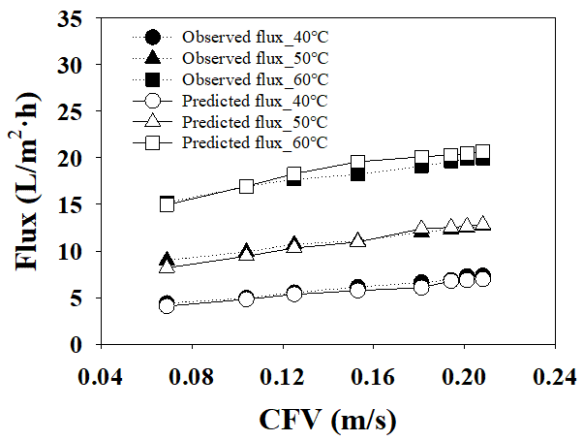 35
30
25
20
15
10
5
0
Flux (L/m²·h)
Observed flux_40°C
Observed flux_50°C
Observed flux_60°C
Predicted flux_40°C
Predicted flux_50°C
Predicted flux_60°C
0.04 0.08 0.12 0.16 0.20 0.24
CFV (m/s)